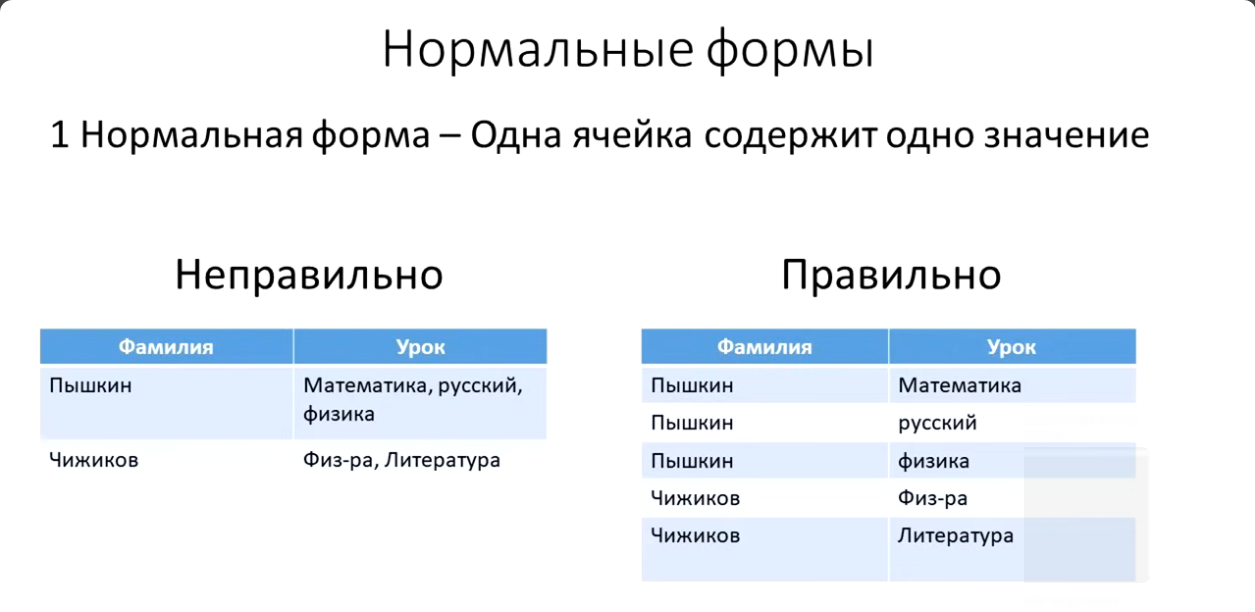 Нормальные формы
1 Нормальная форма – Одна ячейка содержит одно значение
Неправильно
Фамилия Урок
Пышкин Математика, русский,
физика
Чижиков Физ-ра, Литература
Правильно
Фамилия Урок
Пышкин Математика
Пышкин русский
Пышкин физика
Чижиков Физ-ра
Чижиков Литература